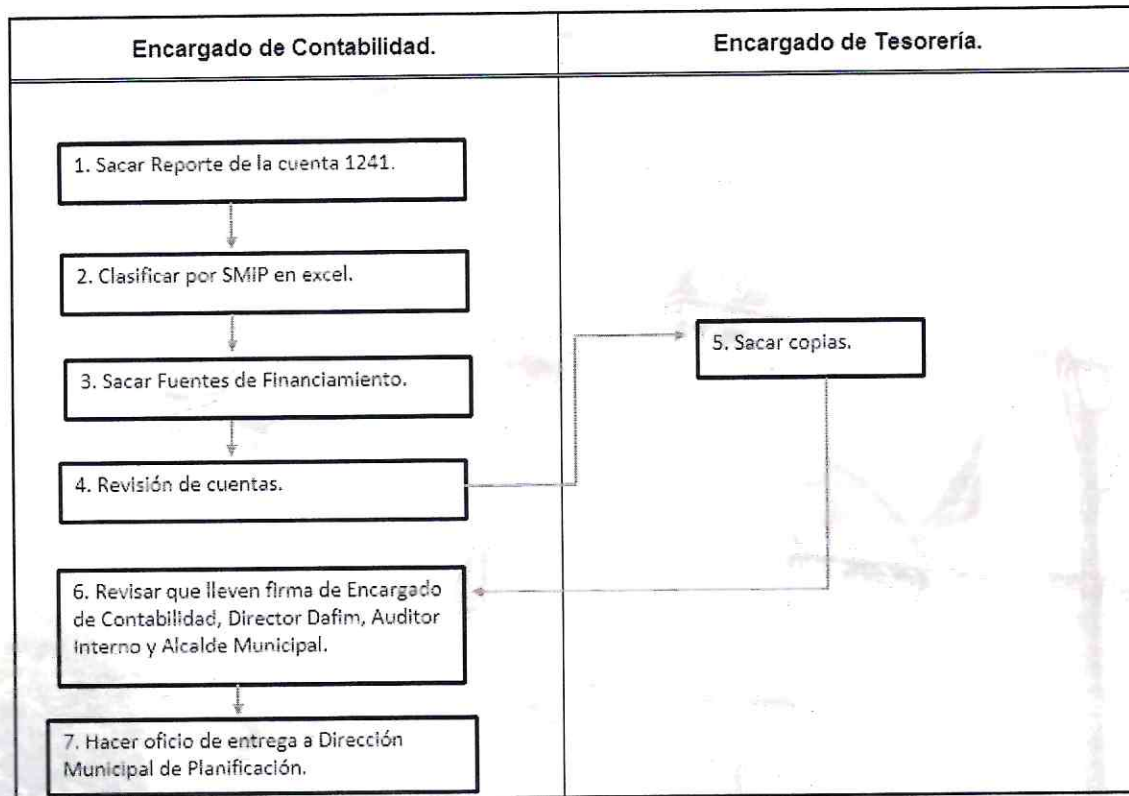 Encargado de Contabilidad.
Encargado de Tesorería.
1. Sacar Reporte de la cuenta 1241.
2. Clasificar por SMIP en excel.
3. Sacar Fuentes de Financiamiento.
4. Revisión de cuentas.
5. Sacar copias.
6. Revisar que lleven firma de Encargado
de Contabilidad, Director Dafim, Auditor
Interno y Alcalde Municipal.
7. Hacer oficio de entrega a Dirección
Municipal de Planificación.